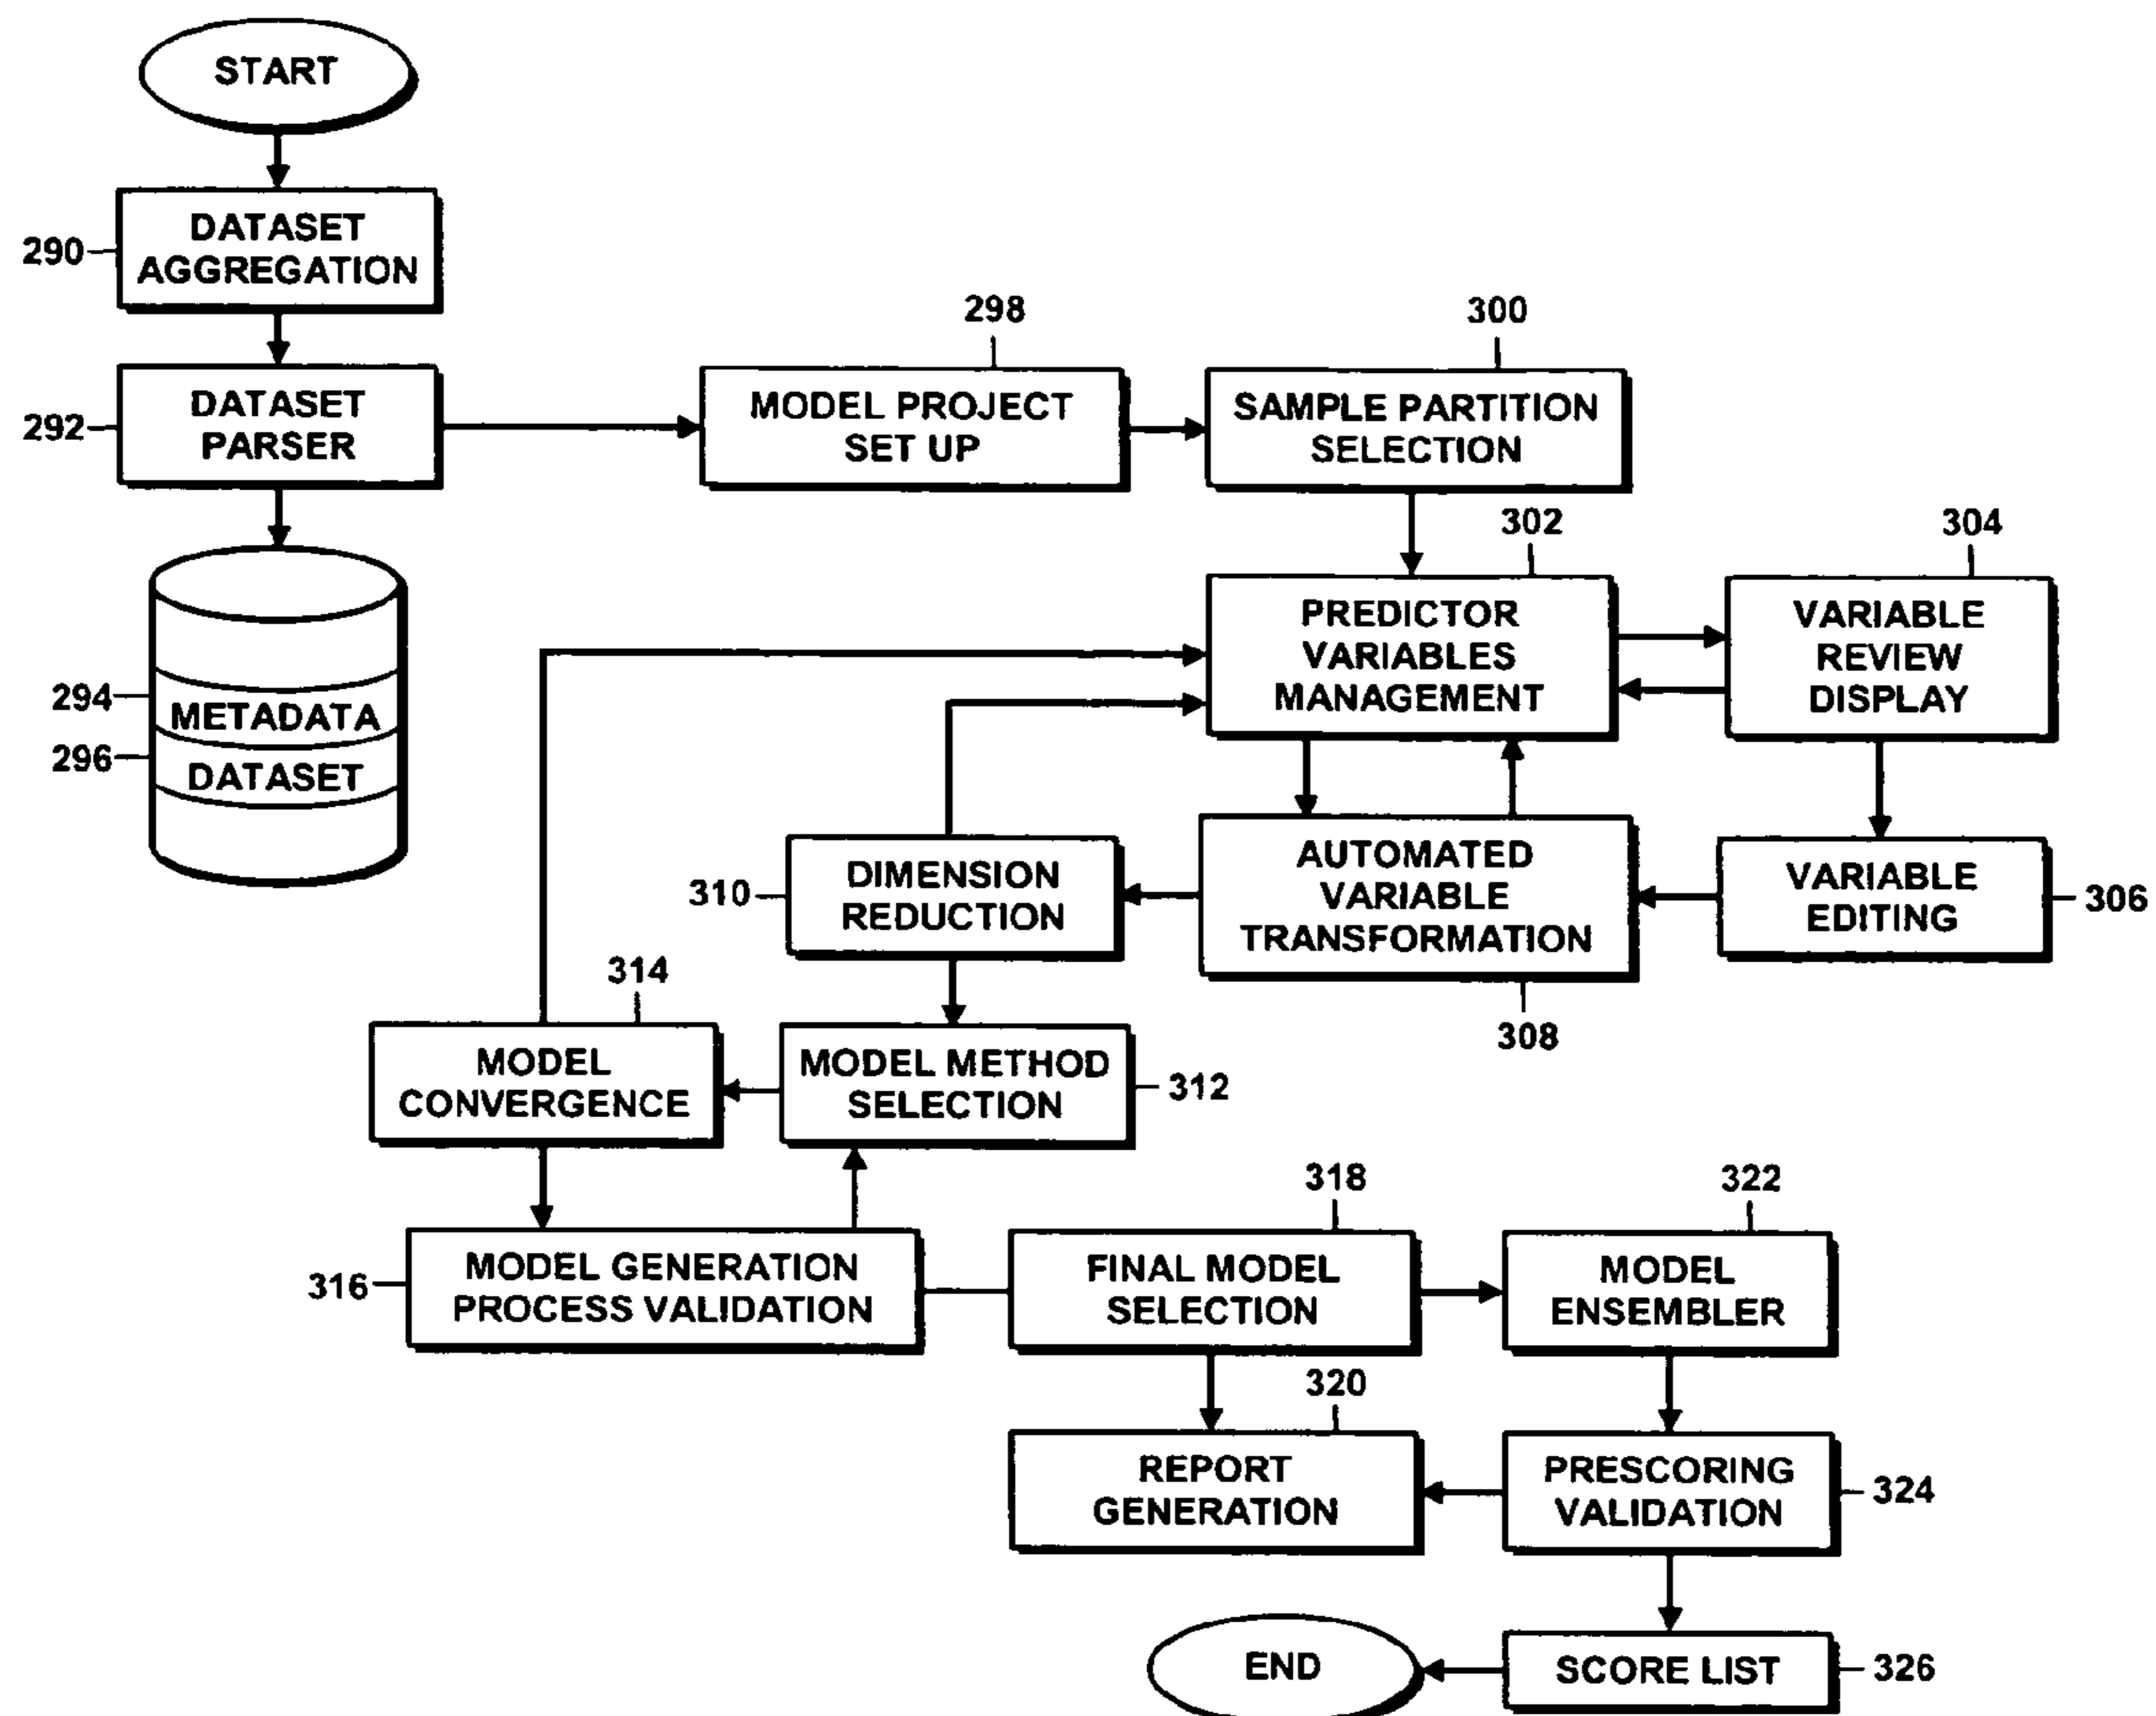 START
290
DATASET
AGGREGATION
298
300
292
DATASET
PARSER
MODEL PROJECT
SET UP
SAMPLE PARTITION
SELECTION
302
304
PREDICTOR
VARIABLES
MANAGEMENT
VARIABLE
REVIEW
DISPLAY
294
METADATA
296
DATASET
310
DIMENSION
REDUCTION
AUTOMATED
VARIABLE
TRANSFORMATION
VARIABLE
EDITING
306
308
314
MODEL
CONVERGENCE
MODEL METHOD
SELECTION
312
318
322
316
MODEL GENERATION
PROCESS VALIDATION
FINAL MODEL
SELECTION
MODEL
ENSEMBLER
320
REPORT
GENERATION
PRESCORING
VALIDATION
324
END
SCORE LIST
326